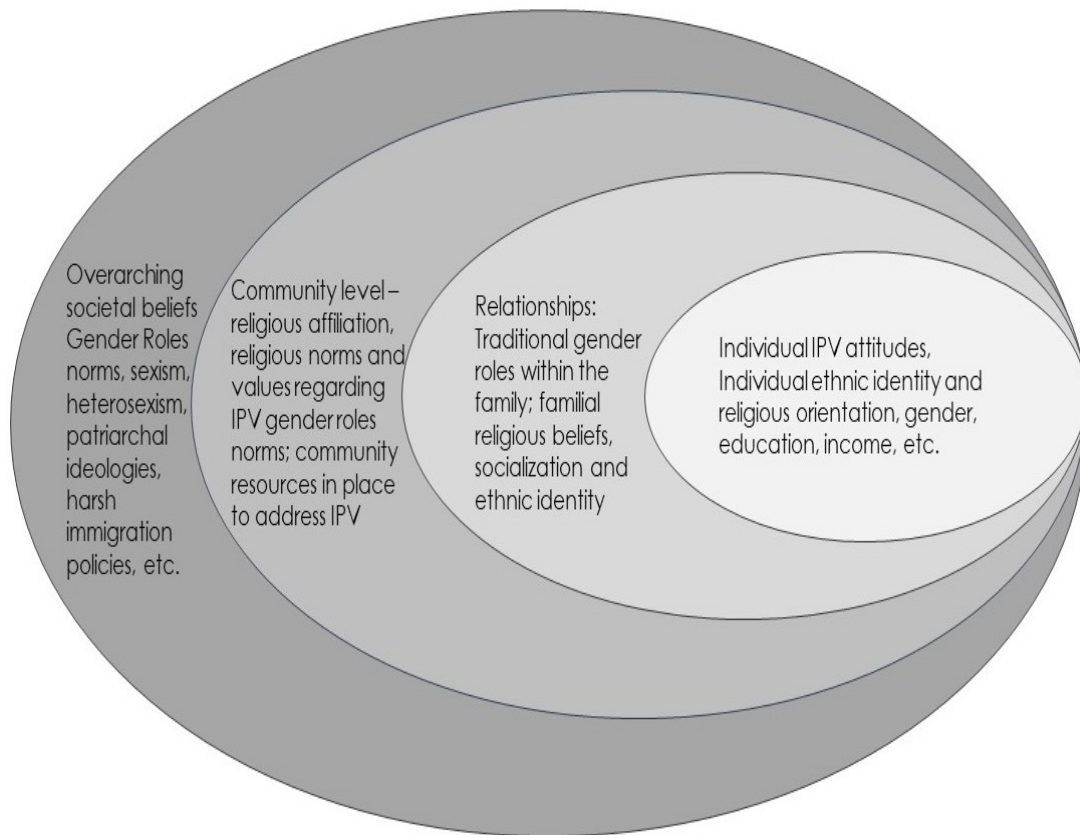 Overarching
societal beliefs
Gender Roles
norms, sexism,
heterosexism,
patriarchal
ideologies,
harsh
immigration
policies, etc.
Community level –
religious affiliation,
religious norms and
values regarding
IPV gender roles
norms; community
resources in place
to address IPV
Relationships:
Traditional gender
roles within the
family; familial
religious beliefs,
socialization and
ethnic identity
Individual IPV attitudes,
Individual ethnic identity and
religious orientation, gender,
education, income, etc.